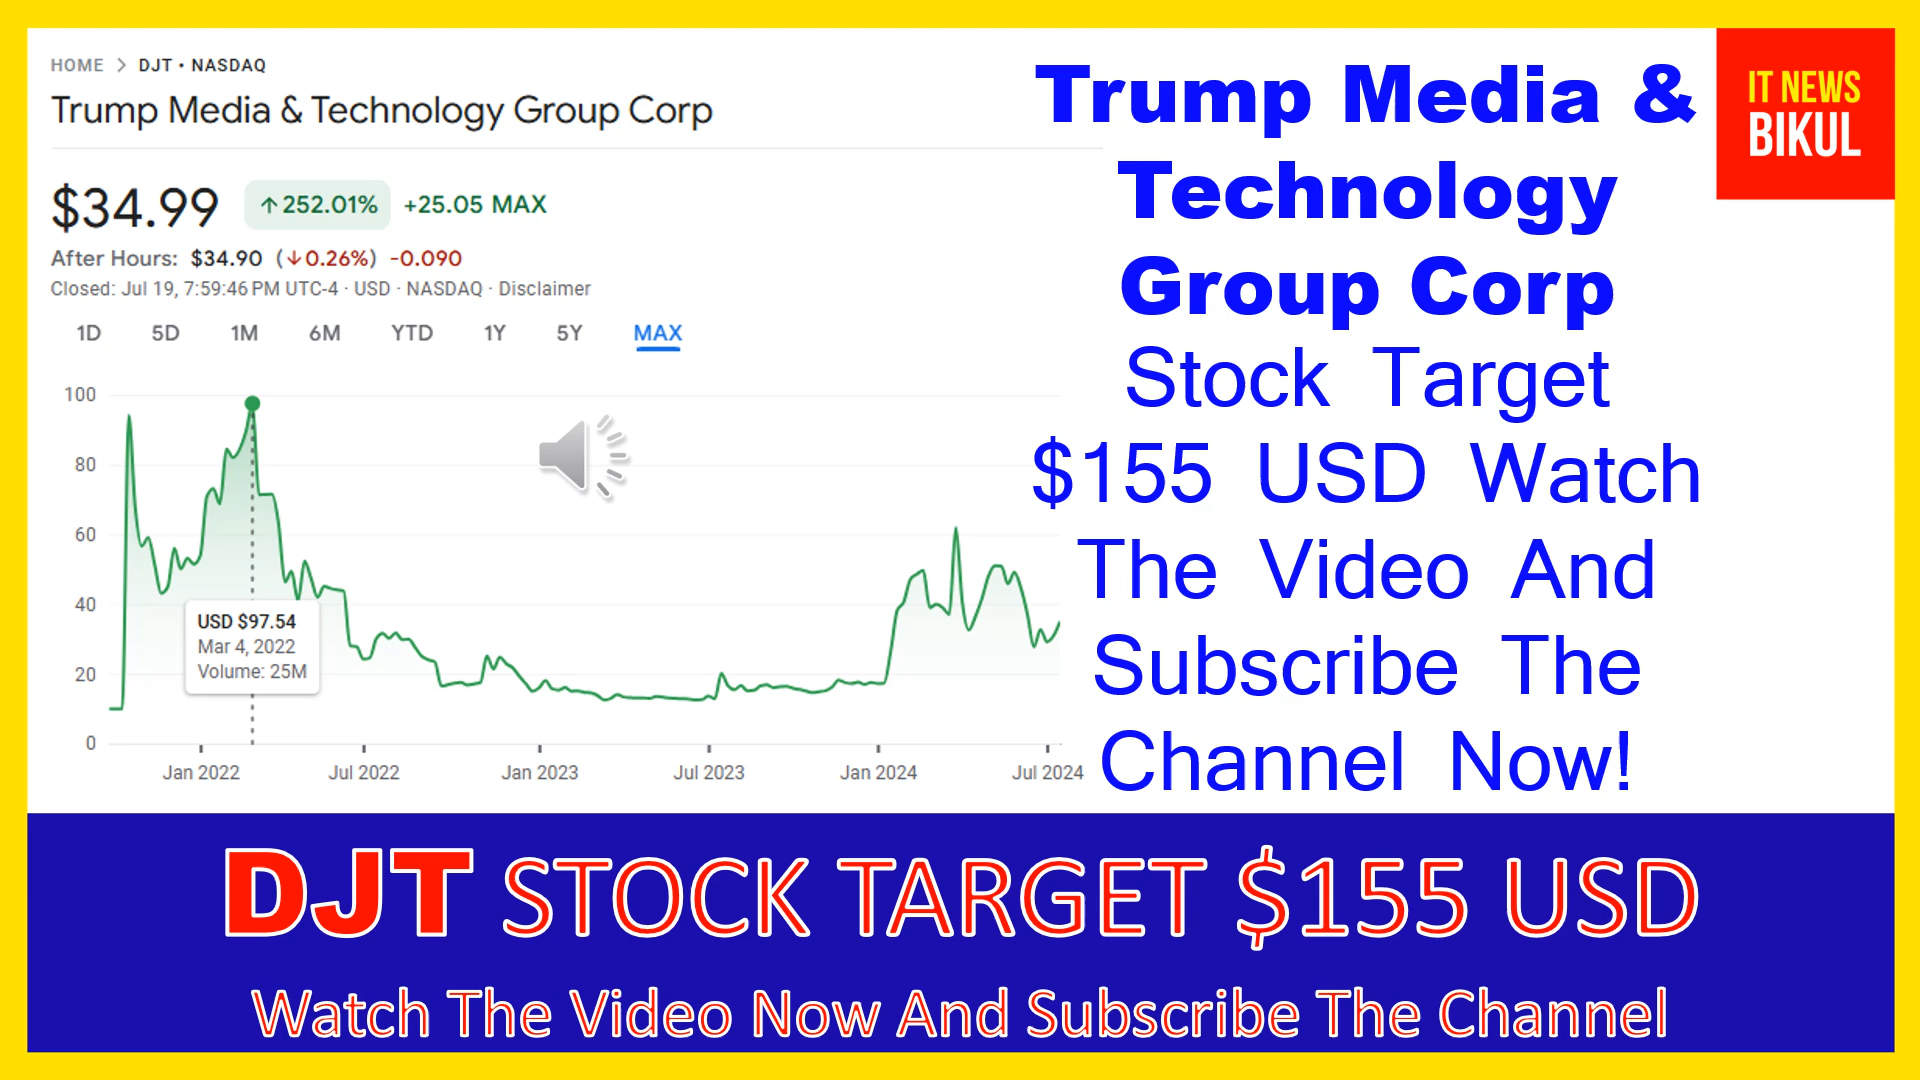 HOME > DJT • NASDAQ
Trump Media & Technology Group Corp
$34.99 ↑252.01% +25.05 MAX
After Hours: $34.90 (↓0.26%) -0.090
Closed: Jul 19, 7:59:46 PM UTC-4 · USD · NASDAQ · Disclaimer
1D 5D 1M 6M YTD 1Y 5Y MAX
100
80
60
40
20
0
USD $97.54
Mar 4, 2022
Volume: 25M
Jan 2022 Jul 2022 Jan 2023 Jul 2023 Jan 2024 Jul 2024
Trump Media &
Technology
Group Corp
Stock Target
$155 USD Watch
The Video And
Subscribe The
Channel Now!
IT NEWS
BIKUL
DJT STOCK TARGET $155 USD
Watch The Video Now And Subscribe The Channel